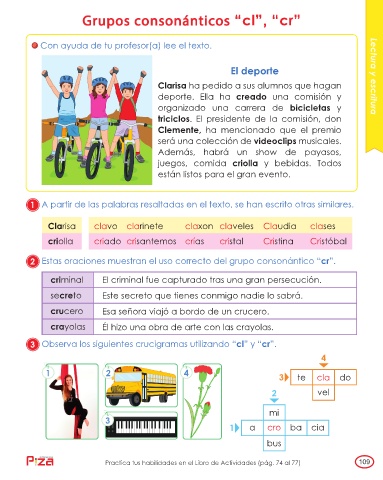 Grupos consonánticos "cl", "cr"
Con ayuda de tu profesor(a) lee el texto.
Lectura y escritura
El deporte
Clarisa ha pedido a sus alumnos que hagan
deporte. Ella ha creado una comisión y
organizado una carrera de bicicletas y
triciclos. El presidente de la comisión, don
Clemente, ha mencionado que el premio
será una colección de videoclips musicales.
Además, habrá un show de payasos,
juegos, comida criolla y bebidas. Todos
están listos para el gran evento.
1 A partir de las palabras resaltadas en el texto, se han escrito otras similares.
Clarisa clavo clarinete claxon claveles Claudia clases
criolla criado crisantemos crías cristal Cristina Cristóbal
2 Estas oraciones muestran el uso correcto del grupo consonántico "cr".
criminal El criminal fue capturado tras una gran persecución.
secreto Este secreto que tienes conmigo nadie lo sabrá.
crucero Esa señora viajó a bordo de un crucero.
crayolas Él hizo una obra de arte con las crayolas.
3 Observa los siguientes crucigramas utilizando "cl" y "cr".
1 2 4
3
4
3 te cla do
2 vel
mi
1 a cro ba cia
bus
Piza
Practica tus habilidades en el Libro de Actividades (pág. 74 al 77)
109